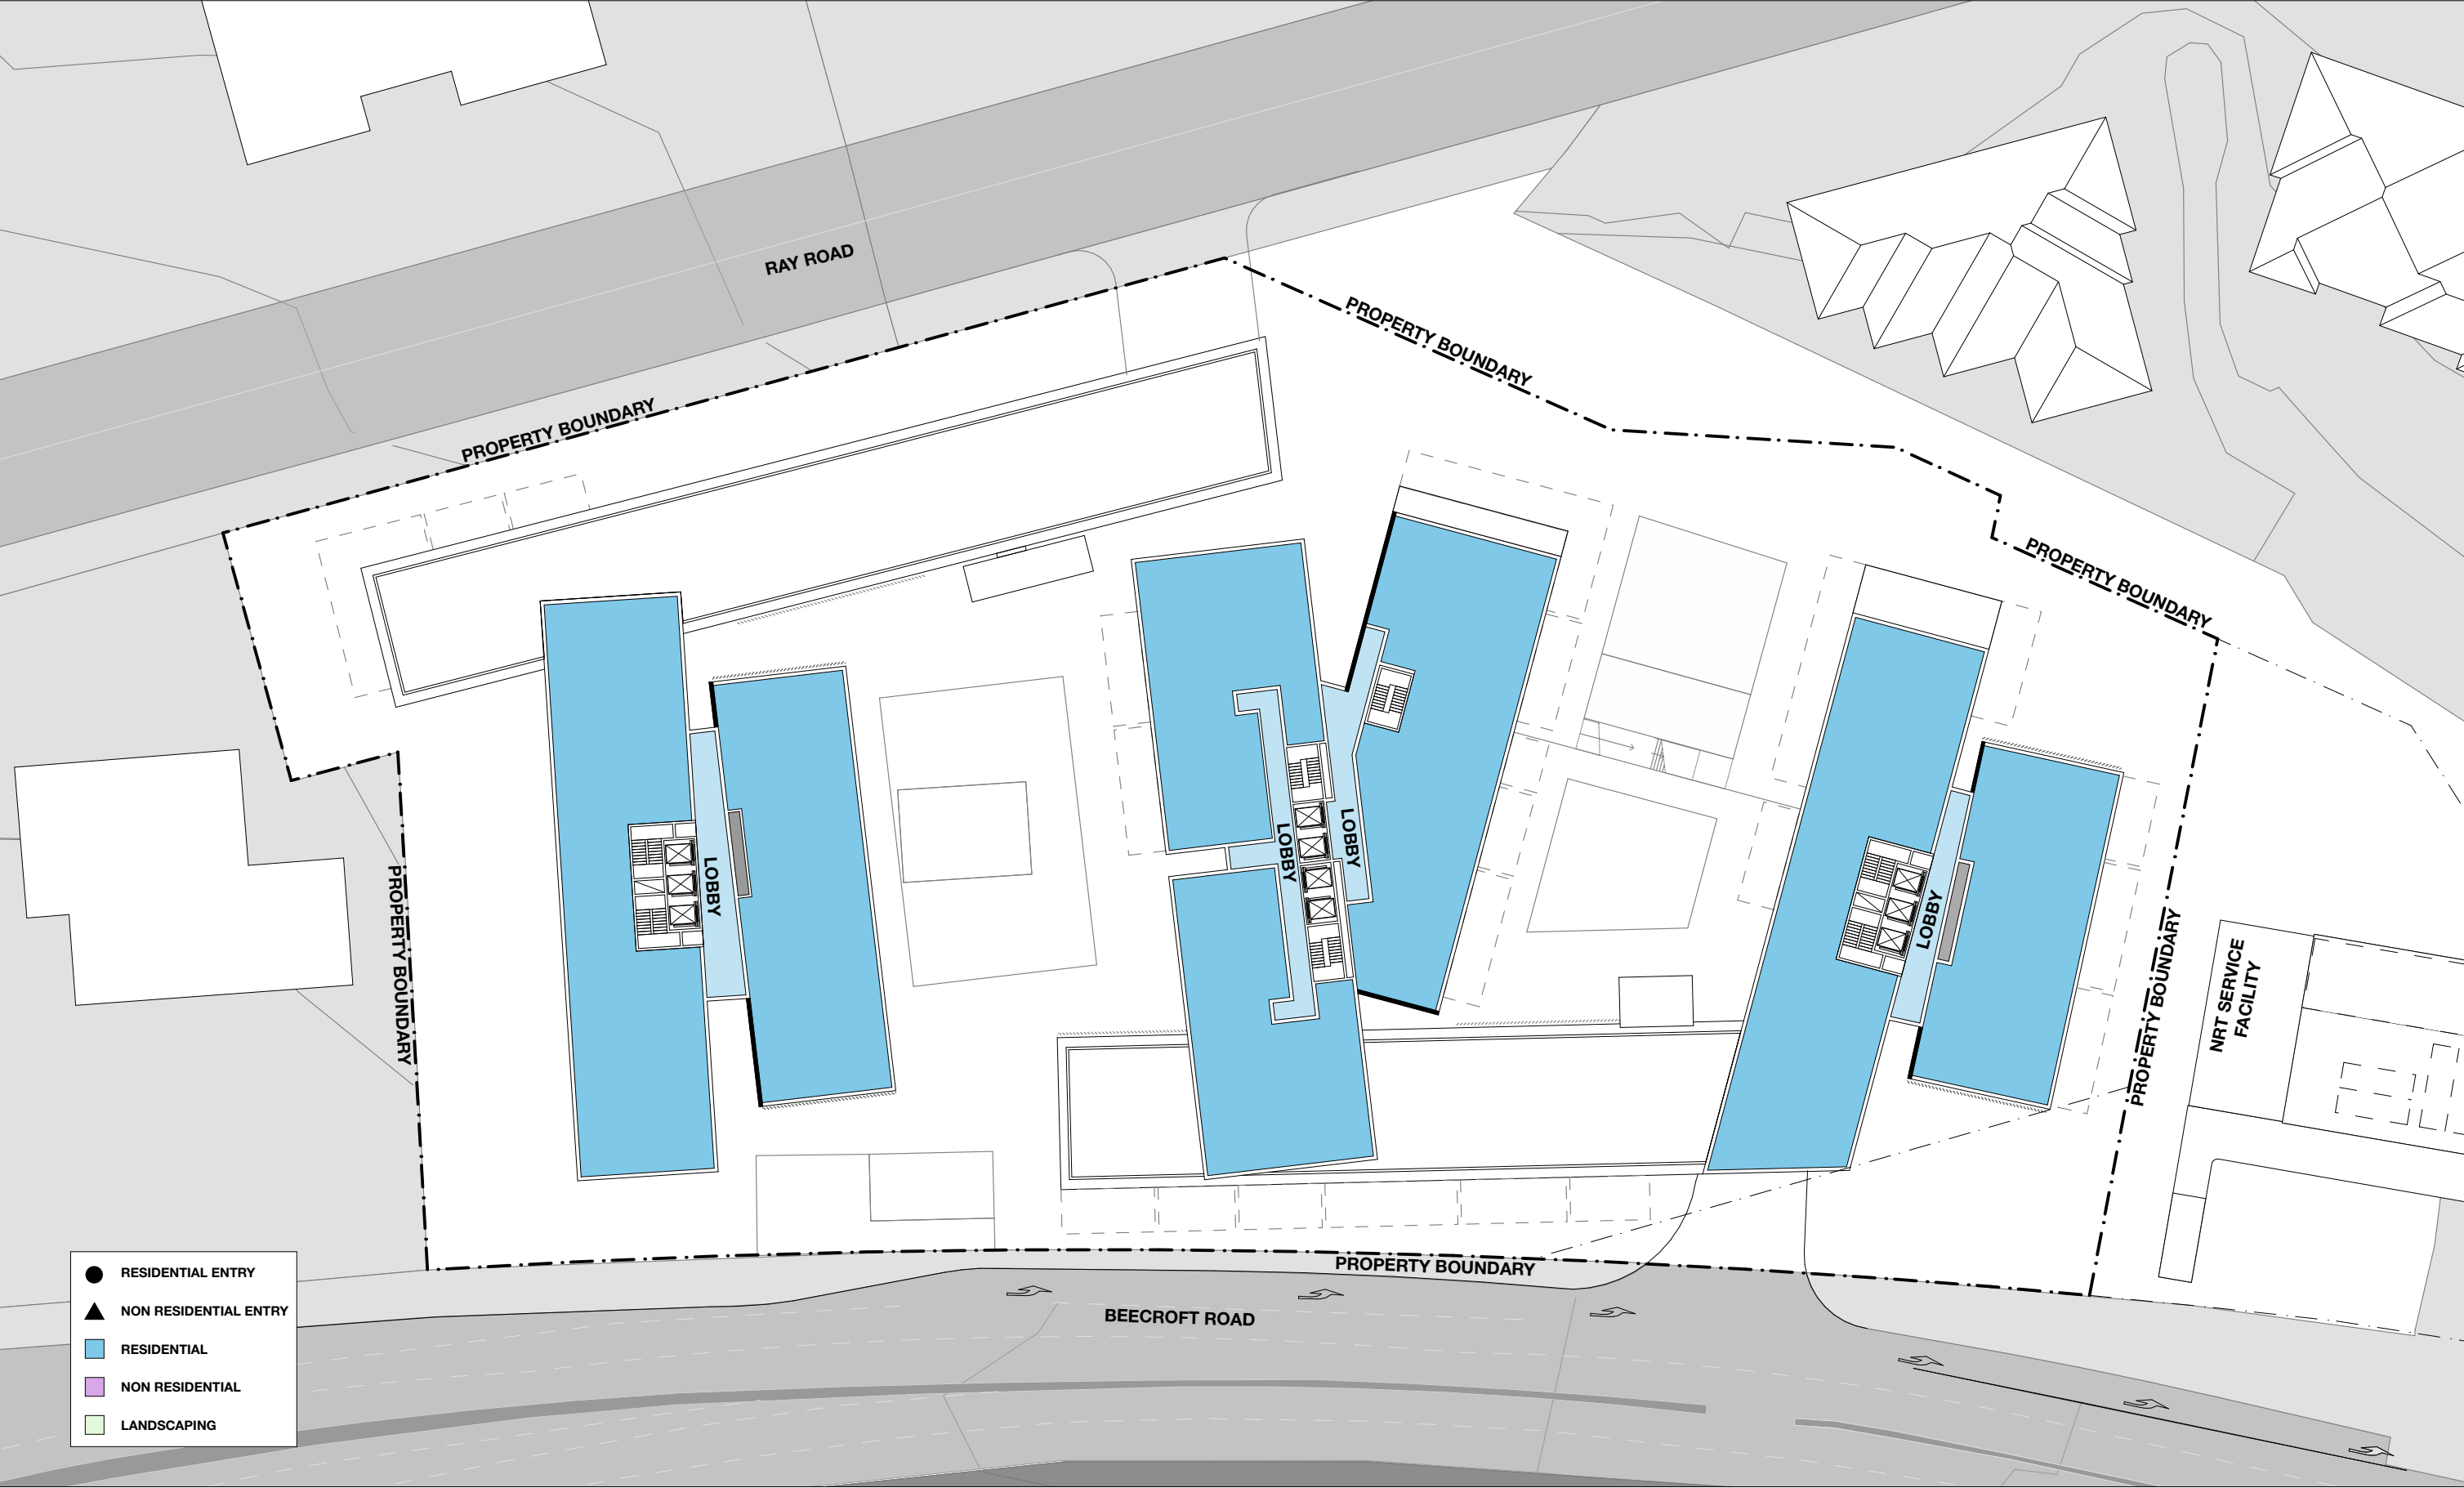 RAY ROAD
PROPERTY BOUNDARY
PROPERTY BOUNDARY
PROPERTY BOUNDARY
LOBBY
LOBBY
LOBBY
LOBBY
PROPERTY BOUNDARY
PROPERTY BOUNDARY
NRT SERVICE
FACILITY
PROPERTY BOUNDARY
BEECROFT ROAD
RESIDENTIAL ENTRY
NON RESIDENTIAL ENTRY
RESIDENTIAL
NON RESIDENTIAL
LANDSCAPING